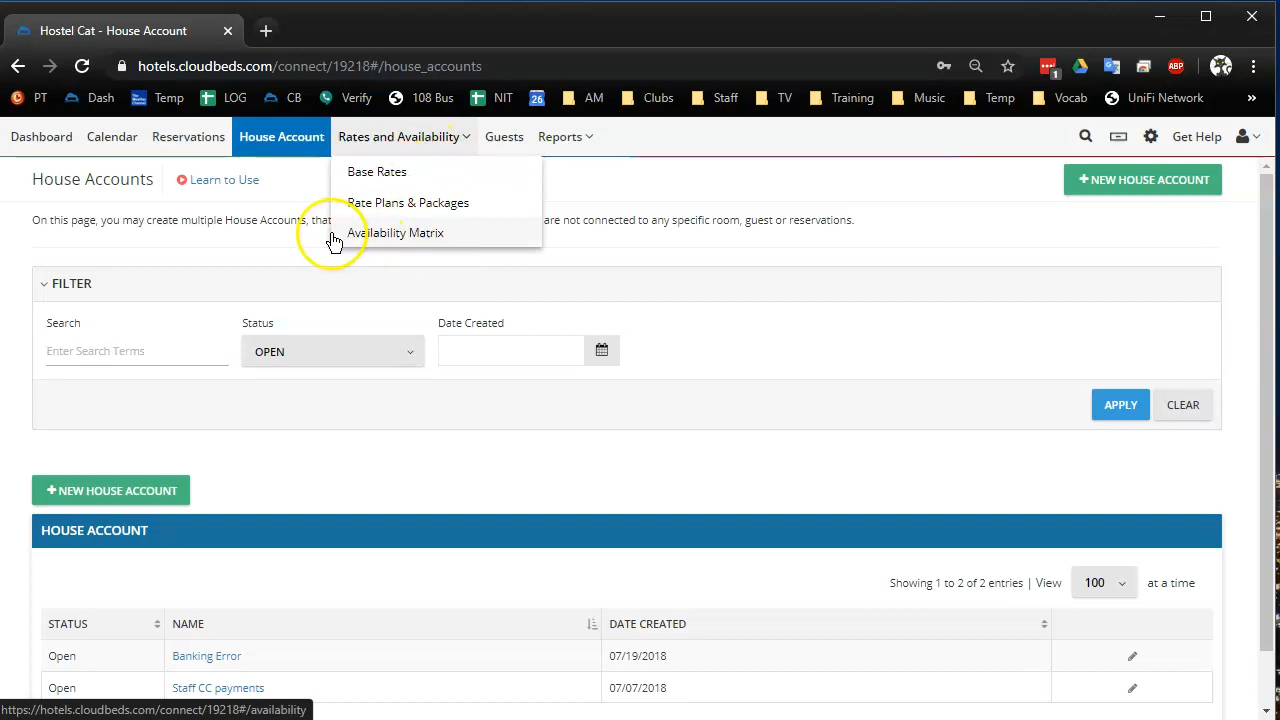 Hostel Cat - House Account
hotels.cloudbeds.com/connect/19218#/house_accounts
1
ABP
PT Dash Temp LOG CB Verify 108 Bus NIT 26 AM Clubs Staff TV Training Music Temp Vocab UniFi Network »
Dashboard Calendar Reservations House Account Rates and Availability Guests Reports Get Help
House Accounts Learn to Use
Base Rates
+ NEW HOUSE ACCOUNT
Rate Plans & Packages
On this page, you may create multiple House Accounts, that are not connected to any specific room, guest or reservations.
Availability Matrix
FILTER
Search Status Date Created
Enter Search Terms OPEN
APPLY CLEAR
+ NEW HOUSE ACCOUNT
HOUSE ACCOUNT
Showing 1 to 2 of 2 entries | View 100 at a time
STATUS NAME DATE CREATED
Open Banking Error 07/19/2018
Open Staff CC payments 07/07/2018
https://hotels.cloudbeds.com/connect/19218#/availability